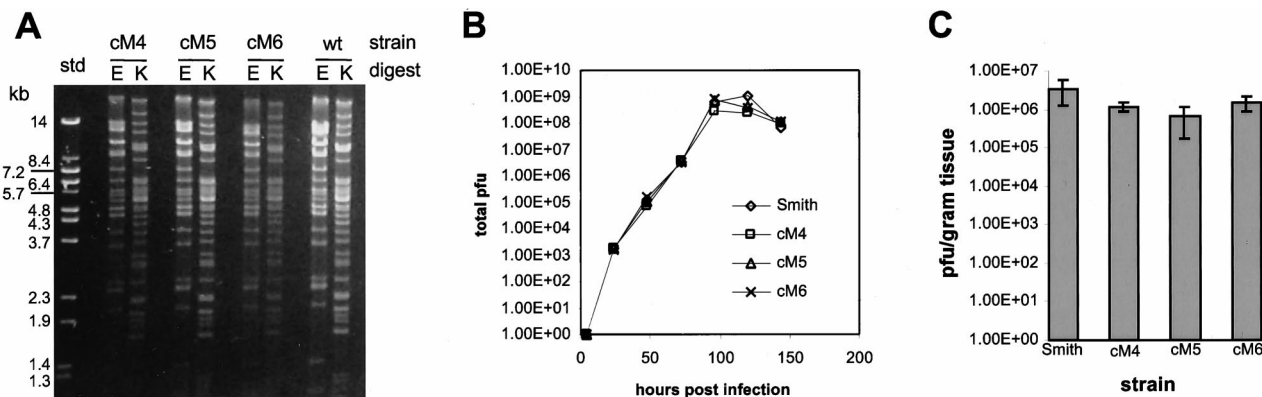 A
cM4 cM5 cM6 wt strain
std E K E K E K E K digest
kb
14
8.4
7.2
6.4
5.7
4.8
4.3
3.7
2.3
1.9
1.4
1.3
B
1.00E+10
1.00E+09
1.00E+08
1.00E+07
1.00E+06
1.00E+05
1.00E+04
1.00E+03
1.00E+02
1.00E+01
1.00E+00
total pfu
Smith
cM4
cM5
cM6
0 50 100 150 200
hours post infection
C
1.00E+07
1.00E+06
1.00E+05
1.00E+04
1.00E+03
1.00E+02
1.00E+01
1.00E+00
pfu/gram tissue
Smith cM4 cM5 cM6
strain